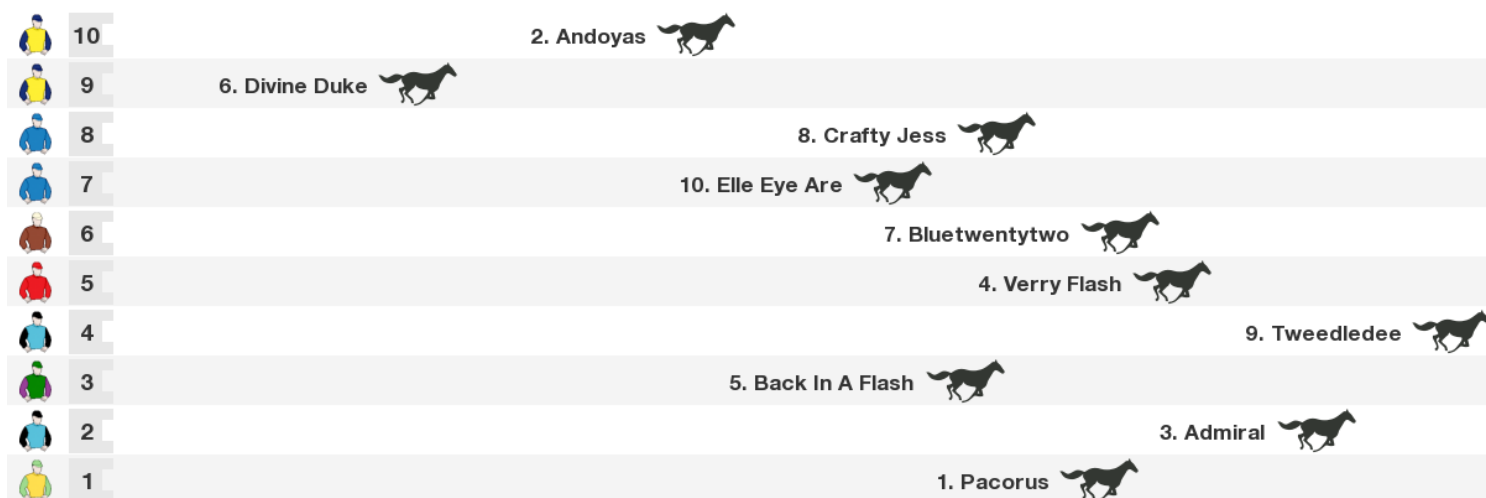 10 2. Andoyas
9 6. Divine Duke
8 8. Crafty Jess
7 10. Elle Eye Are
6 7. Bluetwentytwo
5 4. Verry Flash
4 9. Tweedledee
3 5. Back In A Flash
2 3. Admiral
1 1. Pacorus